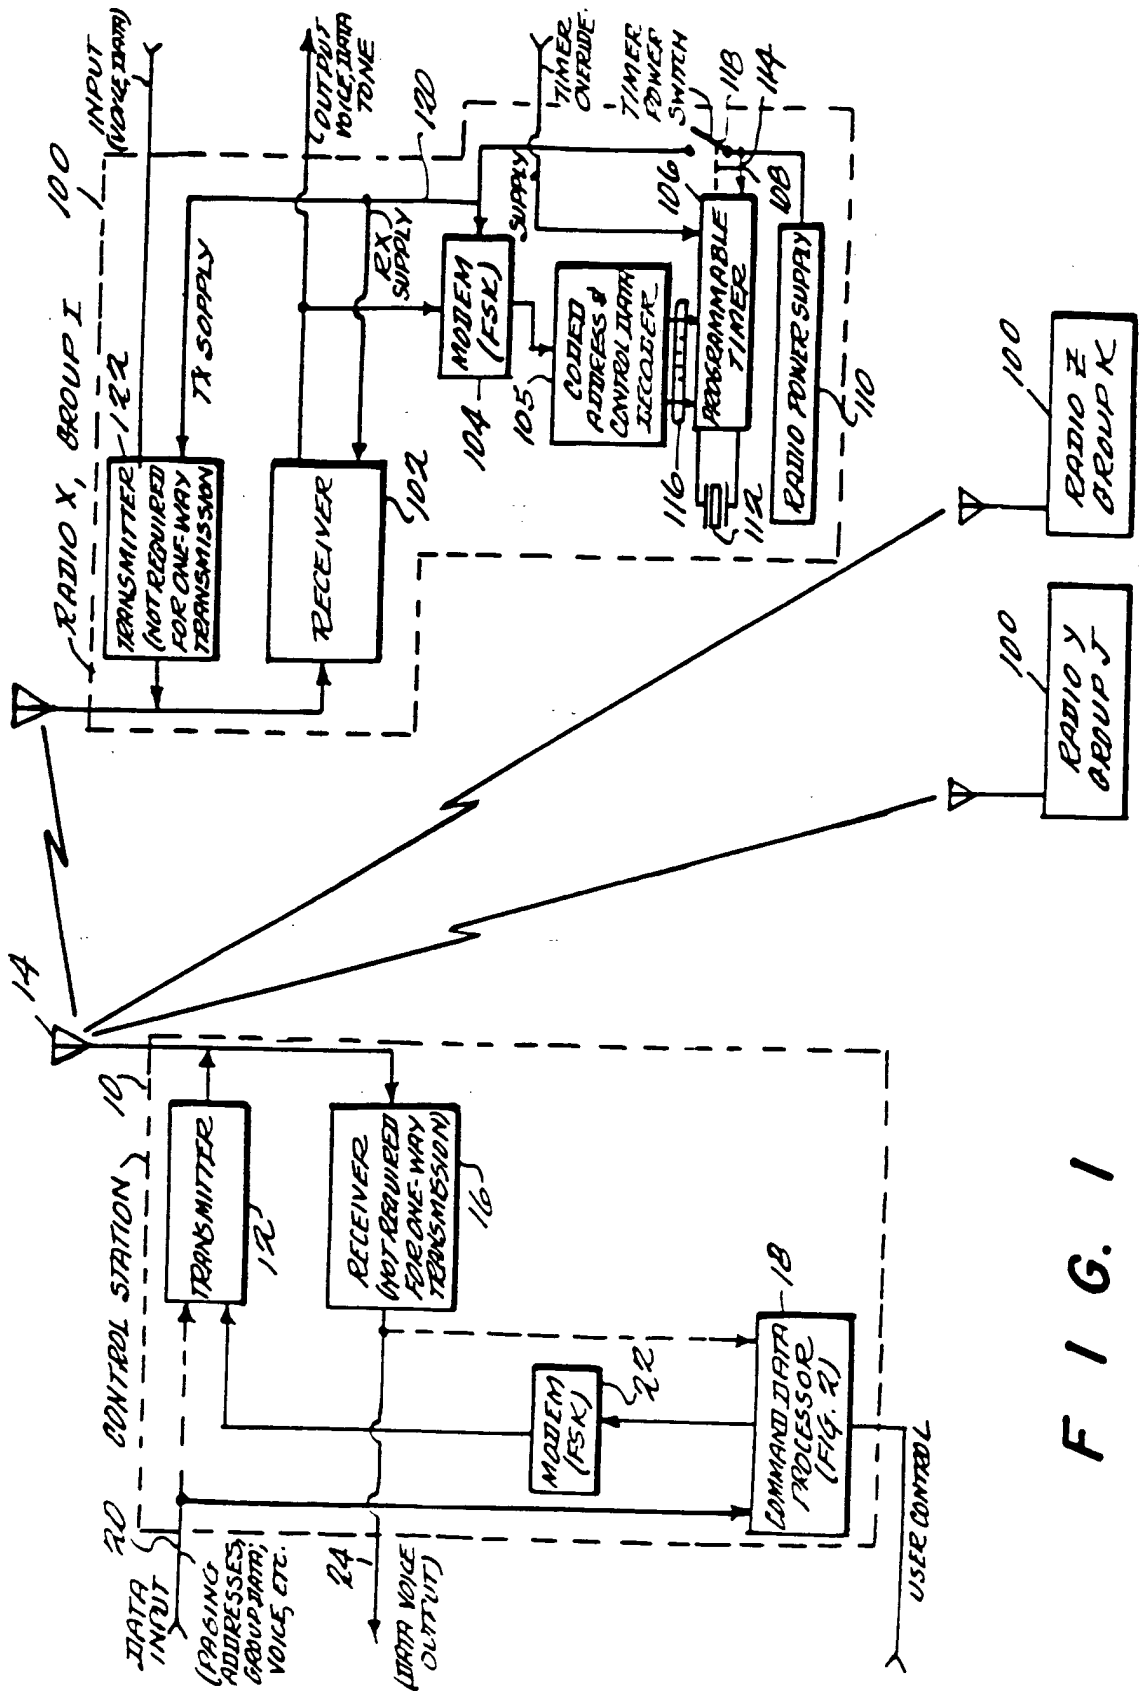 20
CONTROL STATION
10
14
DATA
INPUT
(PAGING
ADDRESSES,
GROUP DATA,
VOICE, ETC.
TRANSMITTER
12
RECEIVER
(NOT REQUIRED
FOR ONE-WAY
TRANSMISSION)
16
24
(DATA VOICE
OUTPUT)
MODEM
(FSK)
22
COMMAND DATA
PROCESSOR
(FIG. 2)
18
USER CONTROL
RADIO X, GROUP I
100
TRANSMITTER
(NOT REQUIRED
FOR ONE-WAY
TRANSMISSION
122
INPUT
(VOICE, DATA)
TX SUPPLY
RECEIVER
102
OUTPUT
VOICE, DATA
TONE
RX
SUPPLY
120
MODEM
(FSK)
104
SUPPLY
TIMER
OVERIDE.
105
CODED
ADDRESS &
CONTROL DATA
DECODER
TIMER
POWER
SWITCH
116
106
PROGRAMMABLE
TIMER
118
114
112
108
RADIO POWER SUPPLY
110
100
RADIO Y
GROUP J
100
RADIO Z
GROUP K
FIG. 1